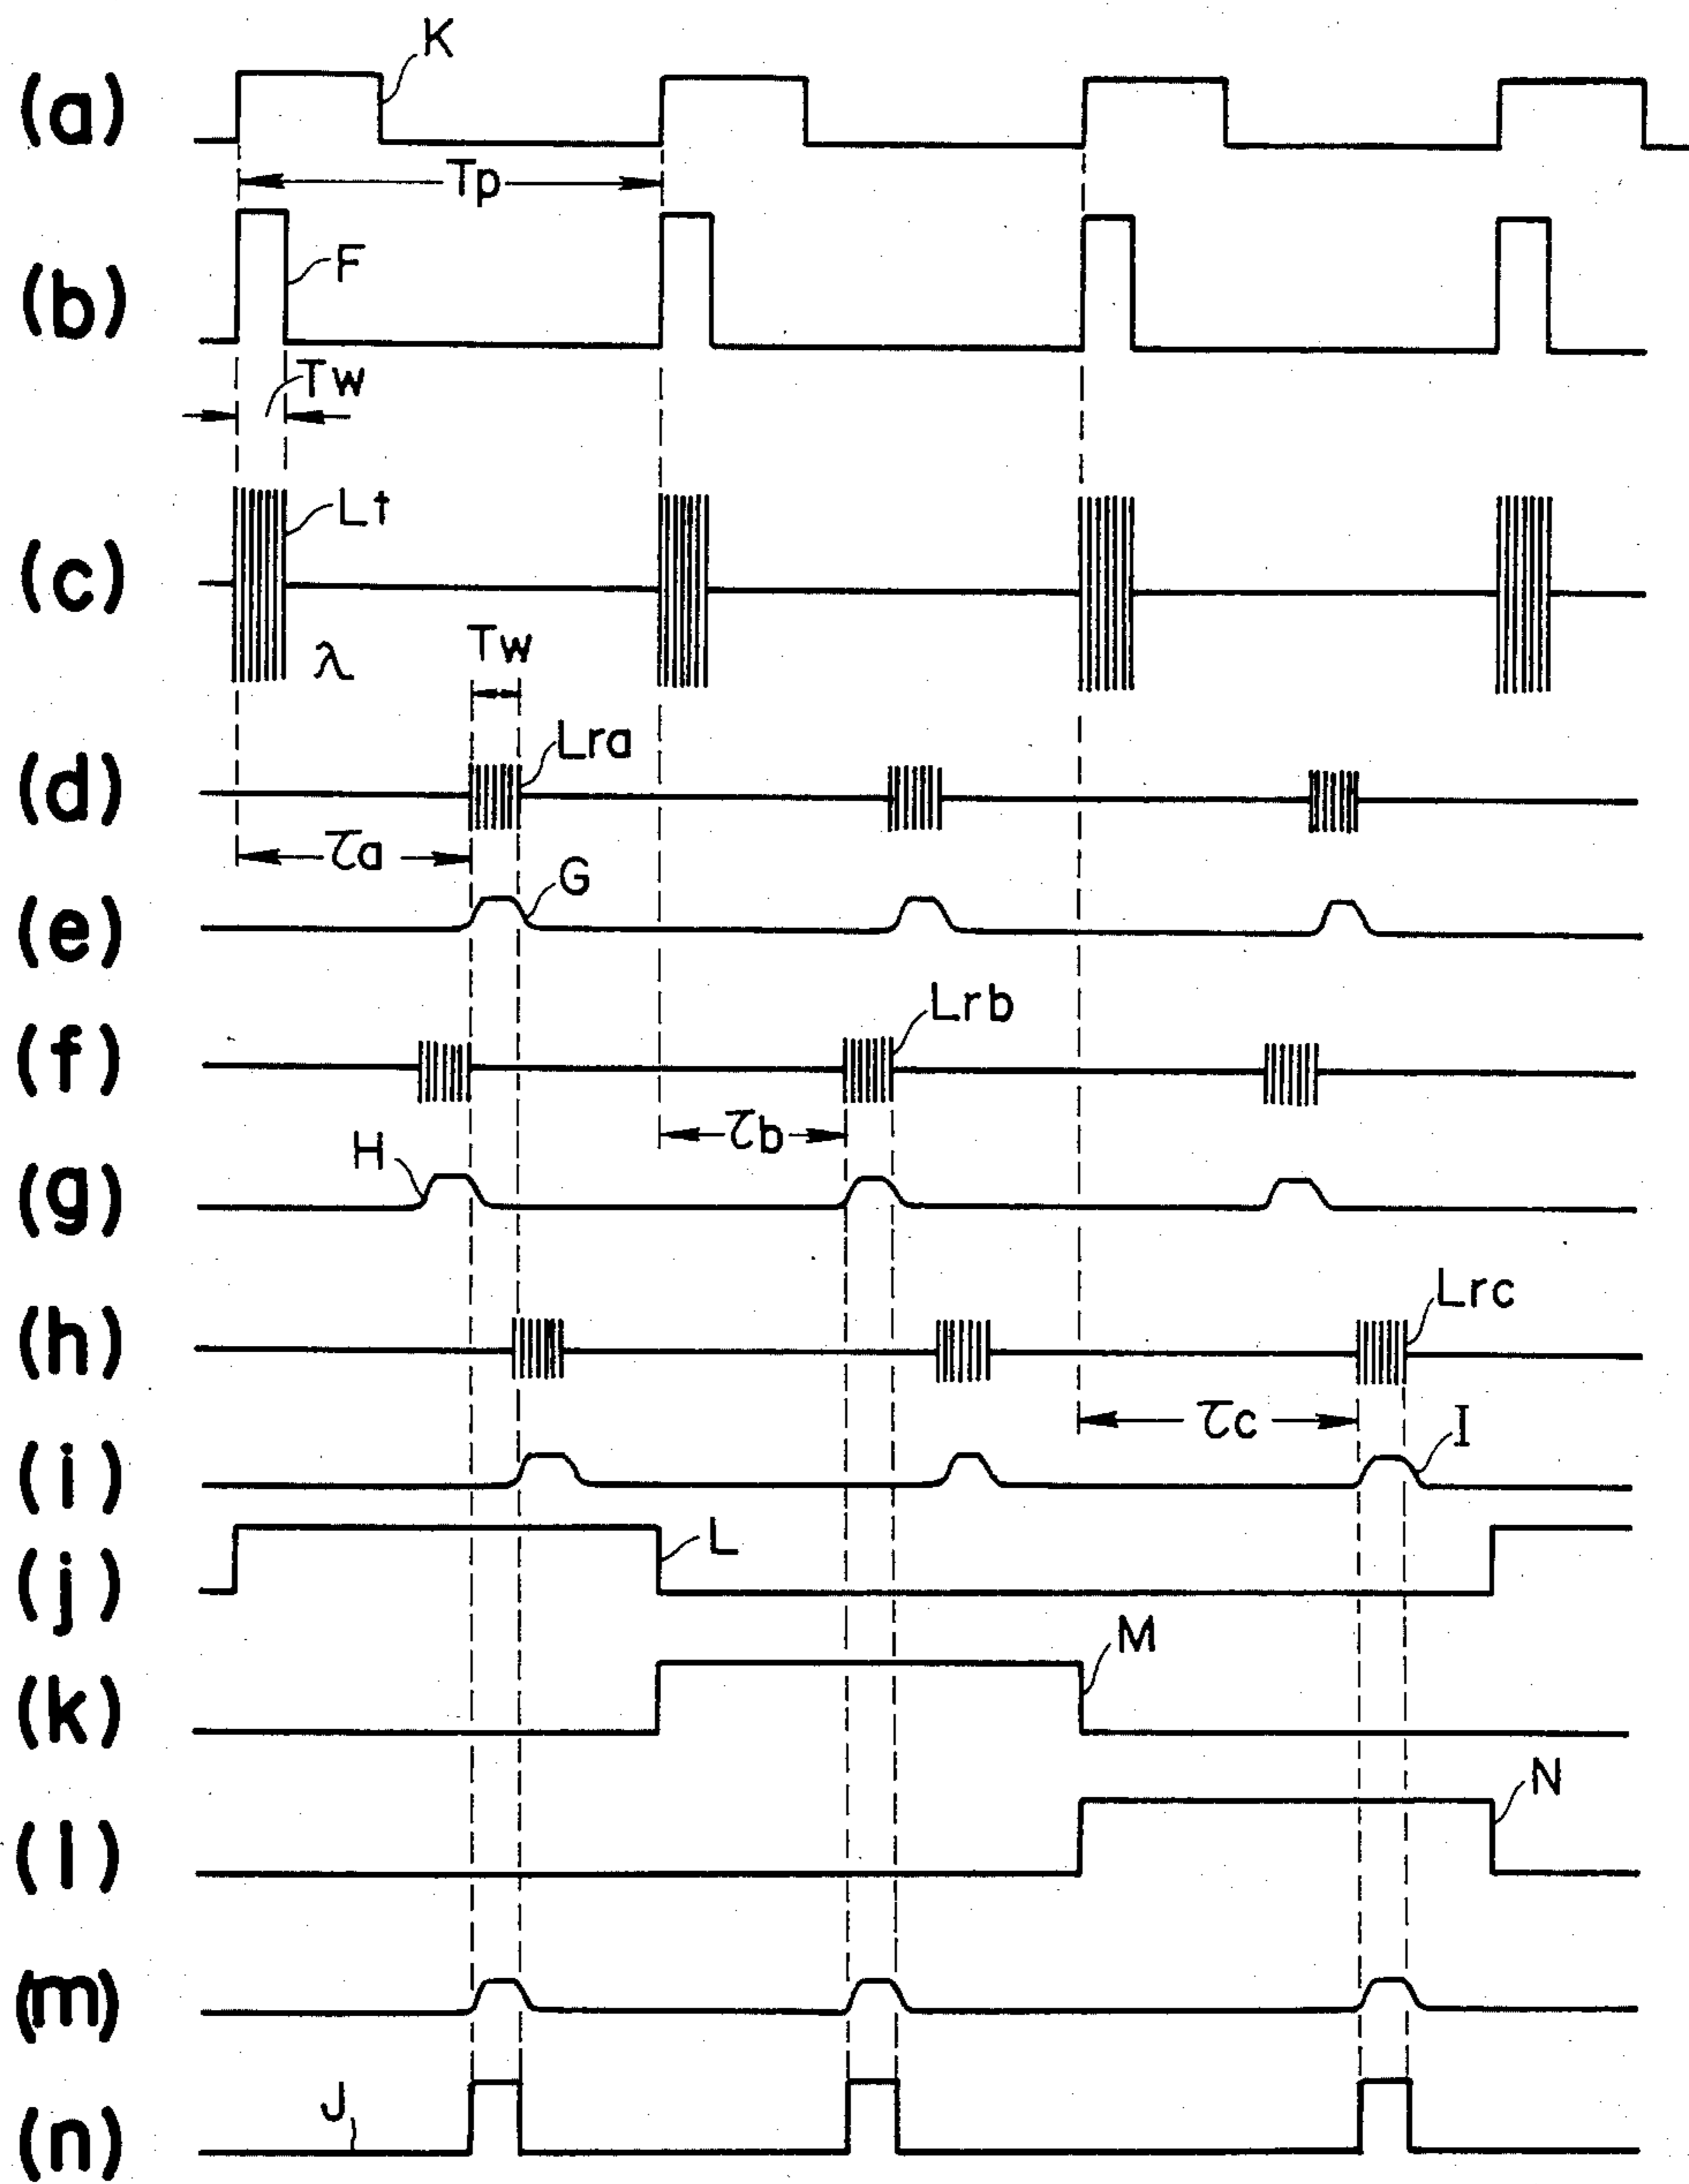 K
(a)
Tp
(b)
F
Tw
Lt
(c)
λ
Tw
Lra
(d)
τa
G
(e)
Lrb
(f)
τb
H
(g)
Lrc
(h)
τc
I
(i)
L
(j)
M
(k)
N
(l)
(m)
J
(n)